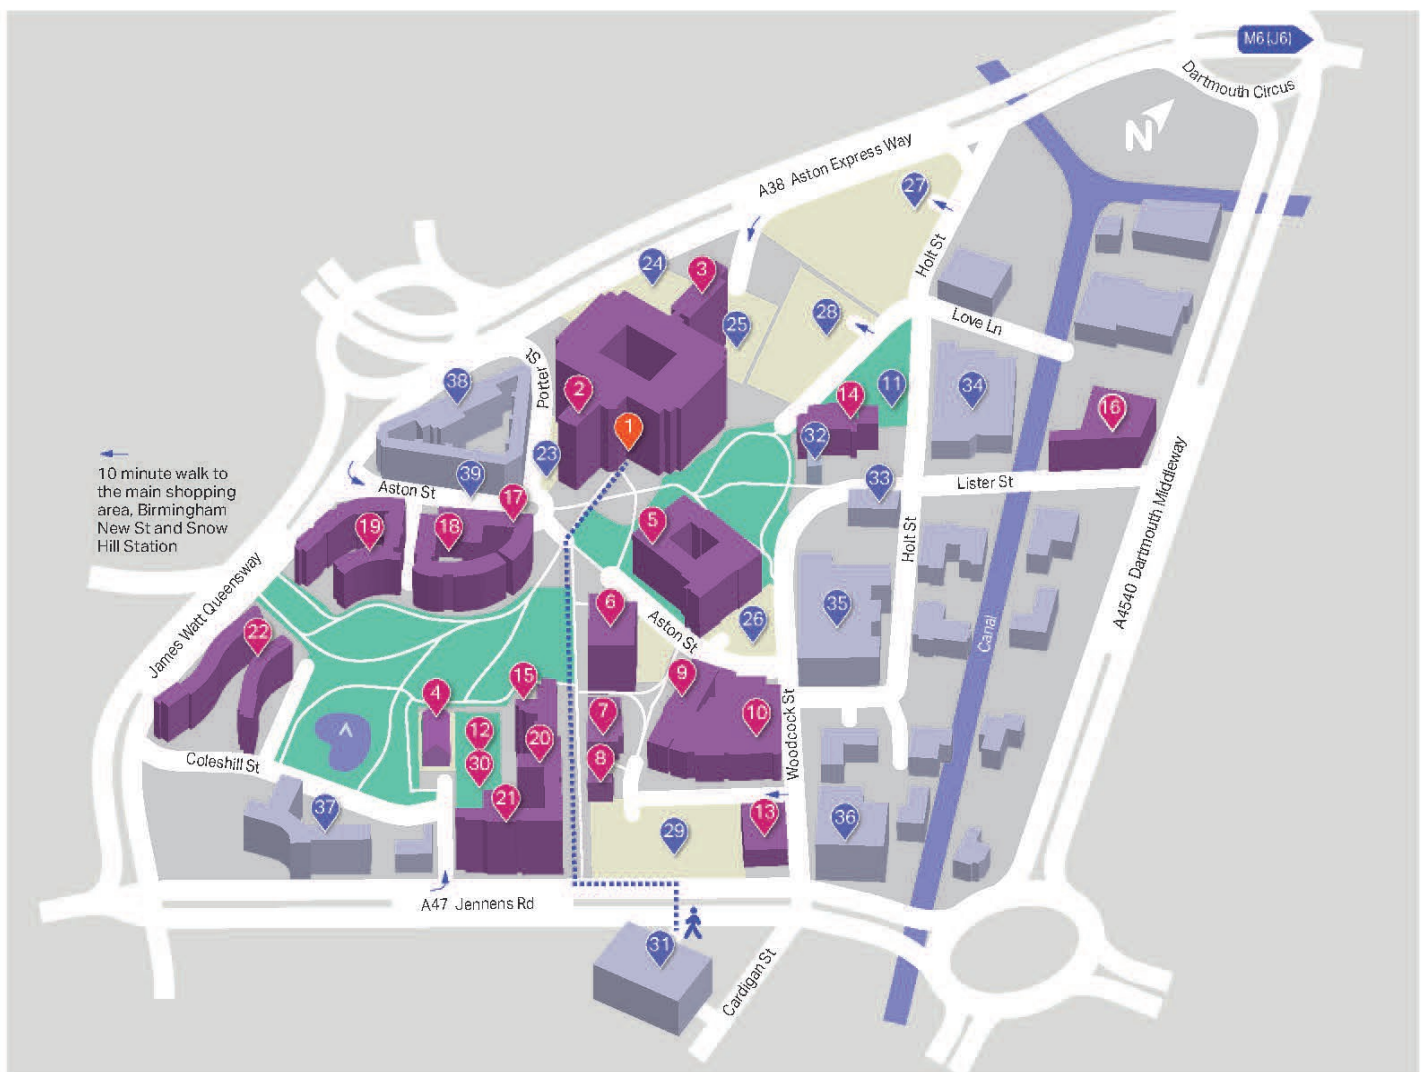 M6(J6)
Dartmouth Circus
N
A38 Aston Express Way
27
Holt St
24
3
25
28
Love Ln
Potter St
38
2
14
11
34
16
1
32
23
39
33
10 minute walk to
the main shopping
area, Birmingham
New St and Snow
Hill Station
Aston St
17
Lister St
19
18
5
Holt St
A4540 Dartmouth Middleway
James Watt Queensway
6
35
26
Aston St
Canal
22
9
15
4
7
10
Woodcock St
12
20
8
30
Coleshill St
21
37
29
13
36
A47 Jennens Rd
31
Cardigan St